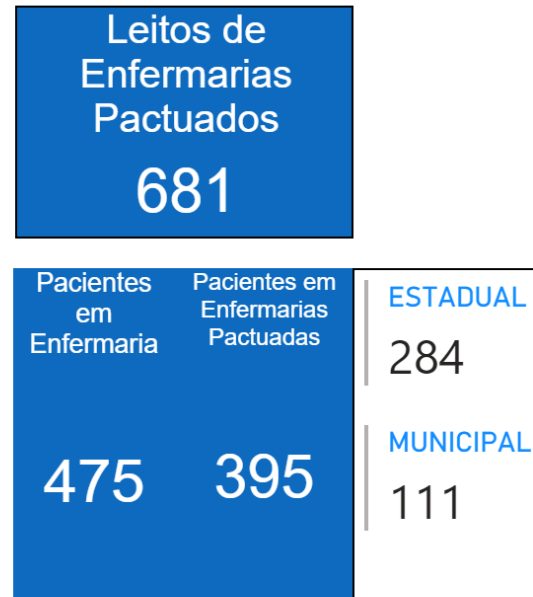 Leitos de
Enfermarias
Pactuados
681
Pacientes
em
Enfermaria
475
Pacientes em
Enfermarias
Pactuadas
395
ESTADUAL
284
MUNICIPAL
111